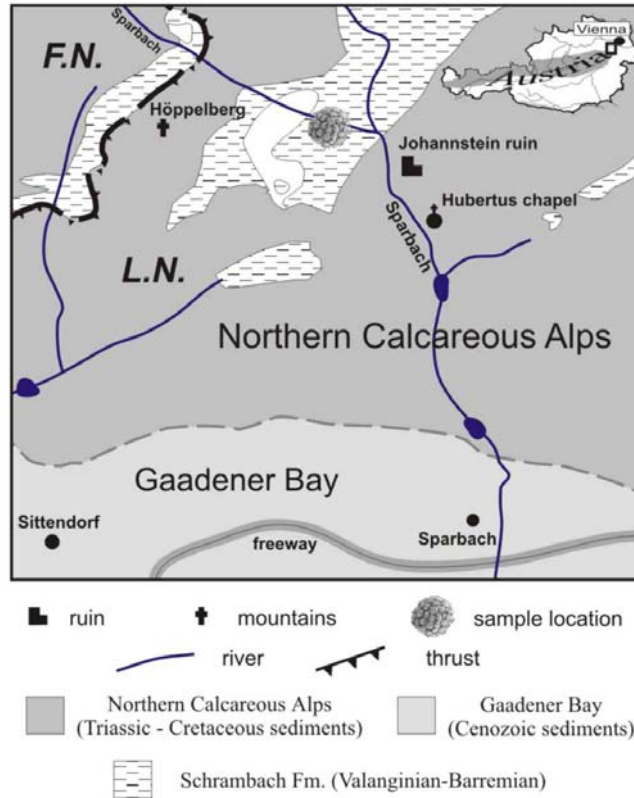 Sparbach
F.N.
Vienna
Austria
Höppelberg
Johannstein ruin
Hubertus chapel
Sparbach
L.N.
Northern Calcareous Alps
Gaadener Bay
Sittendorf
freeway
Sparbach
ruin
mountains
sample location
river
thrust
Northern Calcareous Alps
(Triassic - Cretaceous sediments)
Gaadener Bay
(Cenozoic sediments)
Schrambach Fm. (Valanginian-Barremian)